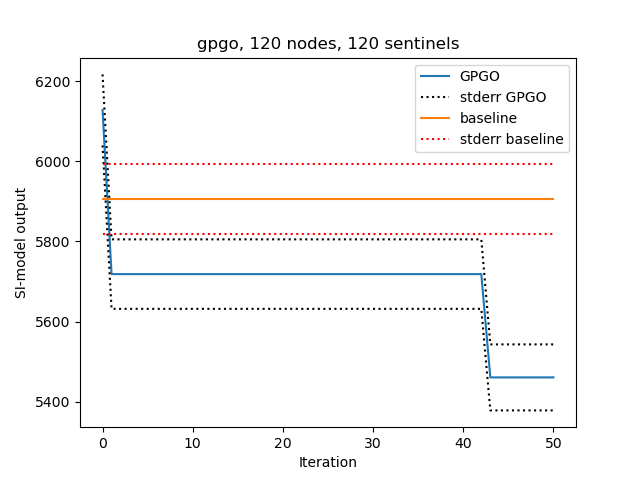 gpgo, 120 nodes, 120 sentinels
GPGO
stderr GPGO
baseline
stderr baseline
SI-model output
6200
6000
5800
5600
5400
0 10 20 30 40 50
Iteration